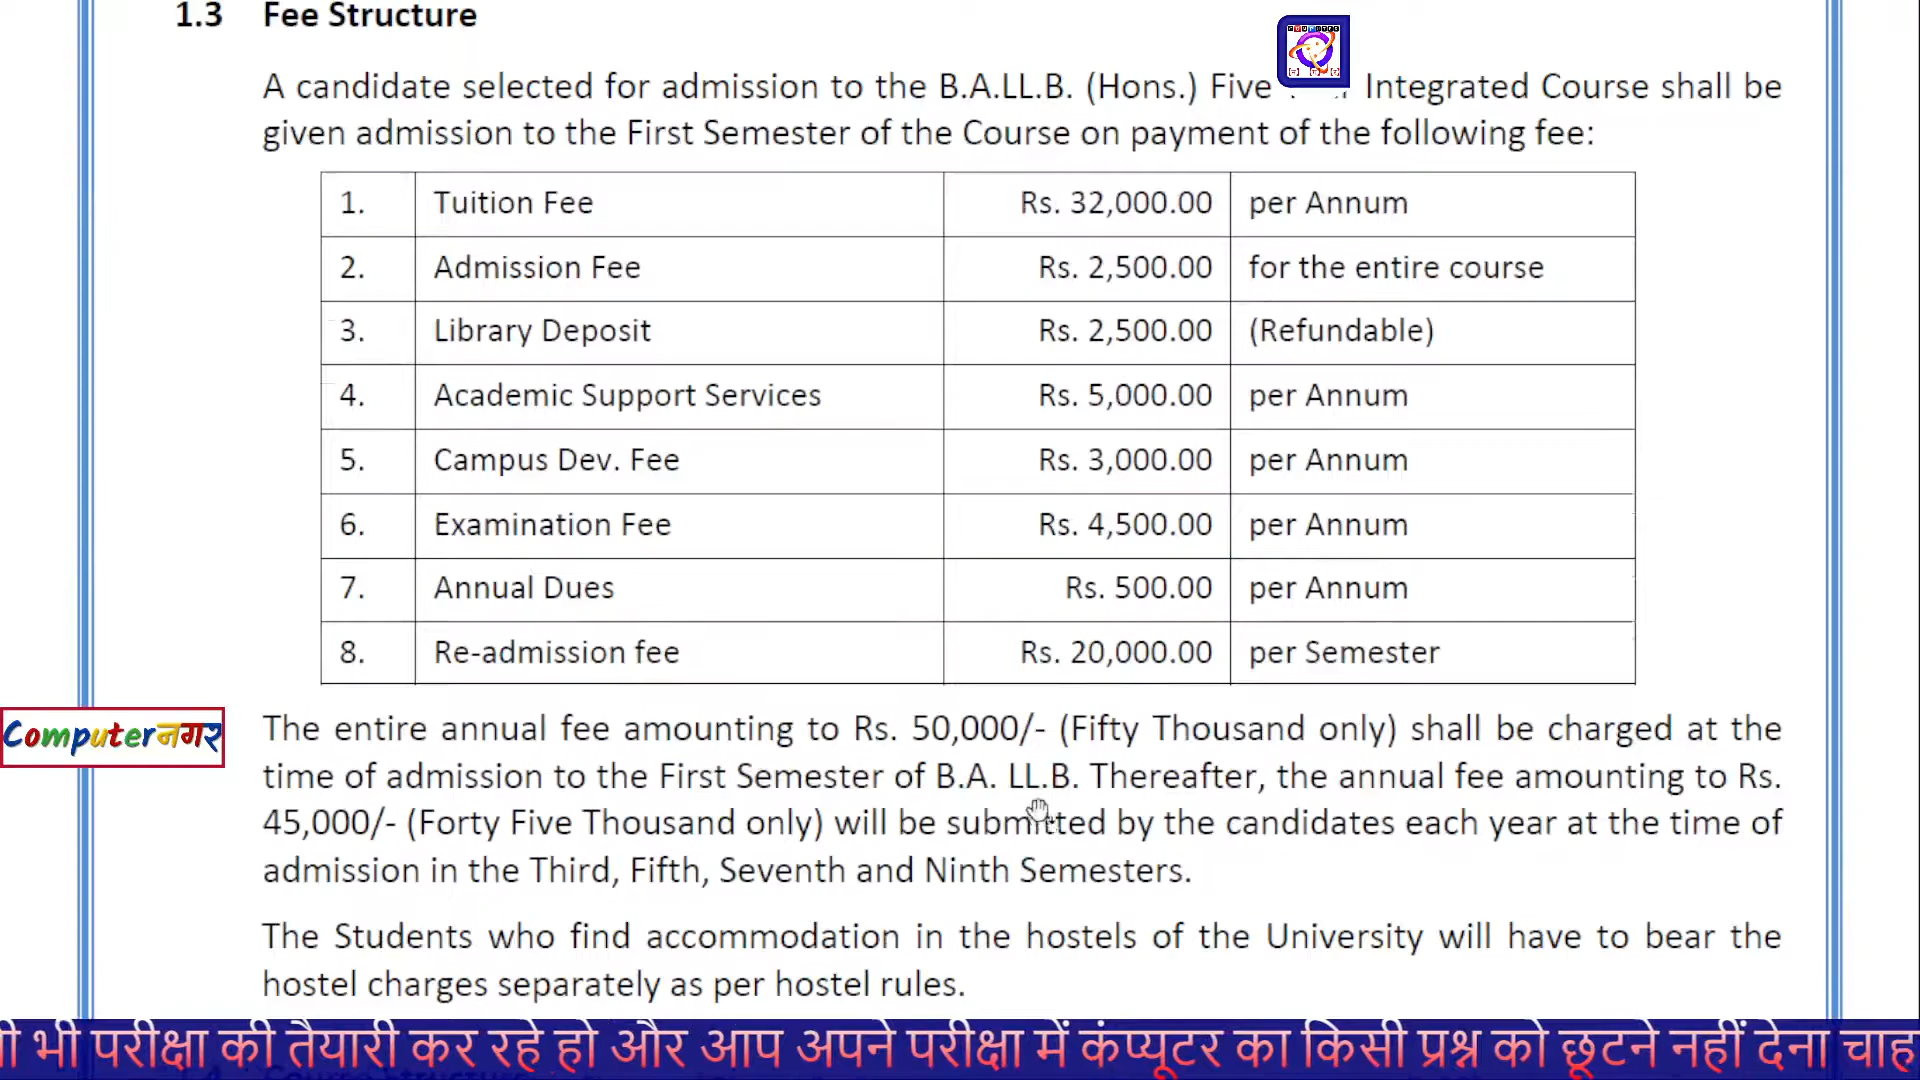 1.3 Fee Structure
A candidate selected for admission to the B.A.LL.B. (Hons.) Five Integrated Course shall be
given admission to the First Semester of the Course on payment of the following fee:
1. Tuition Fee Rs. 32,000.00 per Annum
2. Admission Fee Rs. 2,500.00 for the entire course
3. Library Deposit Rs. 2,500.00 (Refundable)
4. Academic Support Services Rs. 5,000.00 per Annum
5. Campus Dev. Fee Rs. 3,000.00 per Annum
6. Examination Fee Rs. 4,500.00 per Annum
7. Annual Dues Rs. 500.00 per Annum
8. Re-admission fee Rs. 20,000.00 per Semester
Computerनगर
The entire annual fee amounting to Rs. 50,000/- (Fifty Thousand only) shall be charged at the
time of admission to the First Semester of B.A. LL.B. Thereafter, the annual fee amounting to Rs.
45,000/- (Forty Five Thousand only) will be submitted by the candidates each year at the time of
admission in the Third, Fifth, Seventh and Ninth Semesters.
The Students who find accommodation in the hostels of the University will have to bear the
hostel charges separately as per hostel rules.
भी परीक्षा की तैयारी कर रहे हो और आप अपने परीक्षा में कंप्यूटर का किसी प्रश्न को छूटने नहीं देना चाह